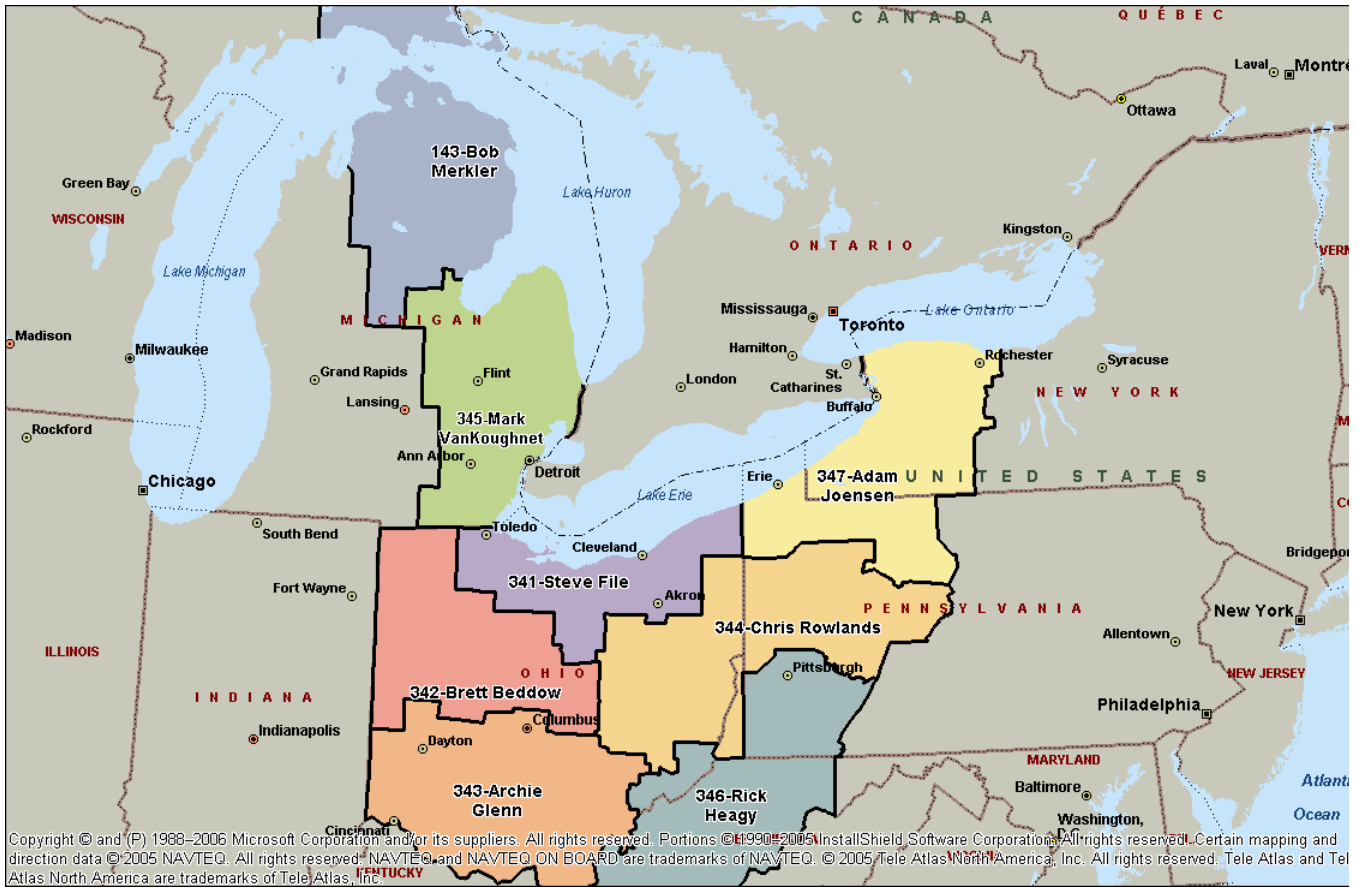 CANADA
QUÉBEC
Laval
Montré
Ottawa
143-Bob
Merkler
Green Bay
WISCONSIN
Lake Huron
Kingston
ONTARIO
VERN
Lake Michigan
Mississauga
Lake Ontario
MICHIGAN
Toronto
Madison
Milwaukee
Hamilton
Rochester
Syracuse
Grand Rapids
Flint
London
St.
Catharines
NEW YORK
Lansing
Buffalo
345-Mark
VanKoughnet
Rockford
Ann Arbor
Detroit
Chicago
Erie
347-Adam
Joensen
UNITED STATES
Lake Erie
South Bend
Toledo
Cleveland
Bridgepor
Fort Wayne
341-Steve File
Akron
PENNSYLVANIA
New York
344-Chris Rowlands
Allentown
ILLINOIS
OHIO
Pittsburgh
NEW JERSEY
INDIANA
342-Brett Beddow
Philadelphia
Indianapolis
Columbus
Dayton
MARYLAND
343-Archie
Glenn
346-Rick
Heagy
Baltimore
Atlanti
Ocean
Washington,
Cincinnati
Copyright © and (P) 1988–2006 Microsoft Corporation and/or its suppliers. All rights reserved. Portions © 1990–2005 InstallShield Software Corporation. All rights reserved. Certain mapping and
direction data © 2005 NAVTEQ. All rights reserved. NAVTEQ and NAVTEQ ON BOARD are trademarks of NAVTEQ. © 2005 Tele Atlas North America, Inc. All rights reserved. Tele Atlas and Tel
Atlas North America are trademarks of Tele Atlas, Inc.
KENTUCKY